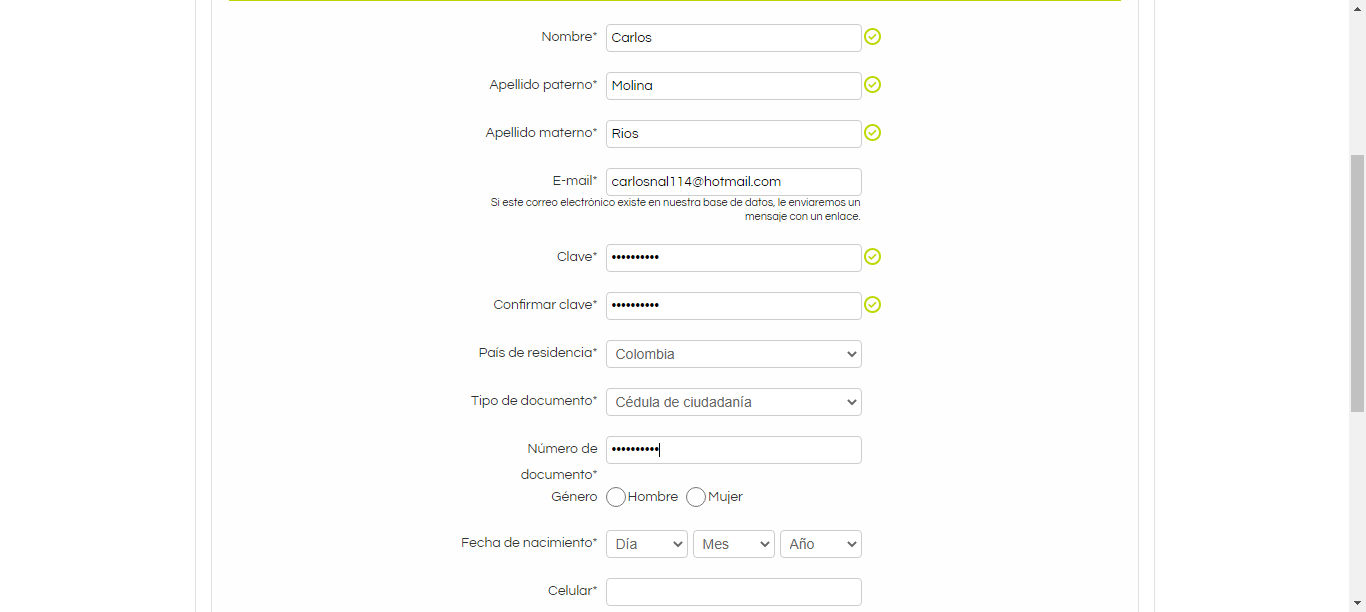 Nombre* Carlos
Apellido paterno* Molina
Apellido materno* Rios
E-mail* carlosnal114@hotmail.com
Si este correo electrónico existe en nuestra base de datos, le enviaremos un
mensaje con un enlace.
Clave* ••••••••••
Confirmar clave* ••••••••••
País de residencia* Colombia
Tipo de documento* Cédula de ciudadanía
Número de ••••••••••
documento*
Género Hombre Mujer
Fecha de nacimiento* Día Mes Año
Celular*